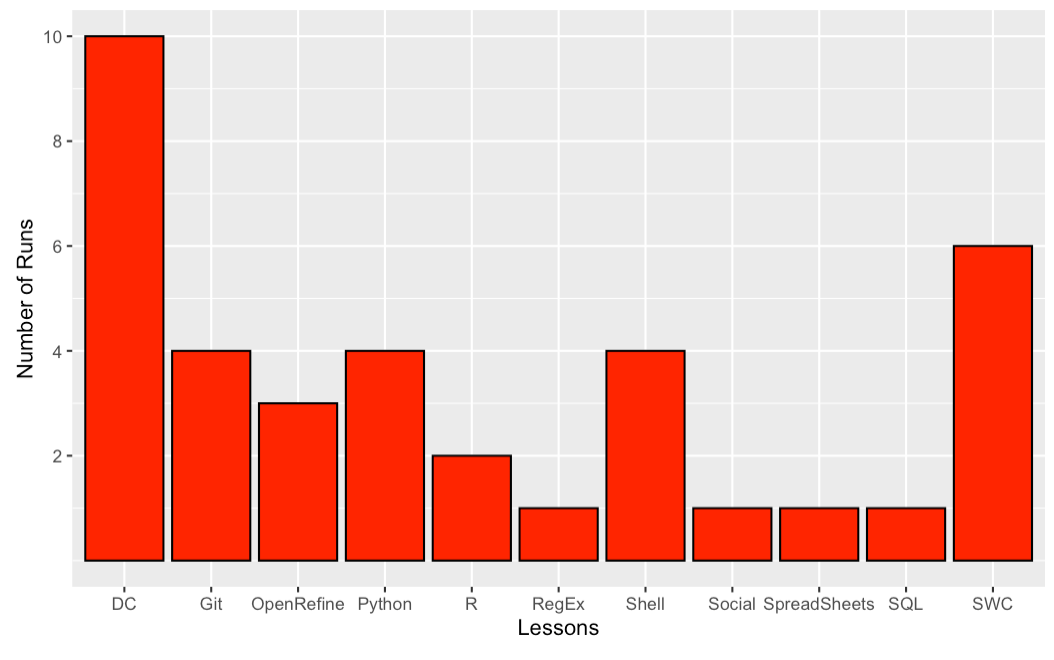 Number of Runs
10
8
6
4
2
DC Git OpenRefine Python R RegEx Shell Social SpreadSheets SQL SWC
Lessons